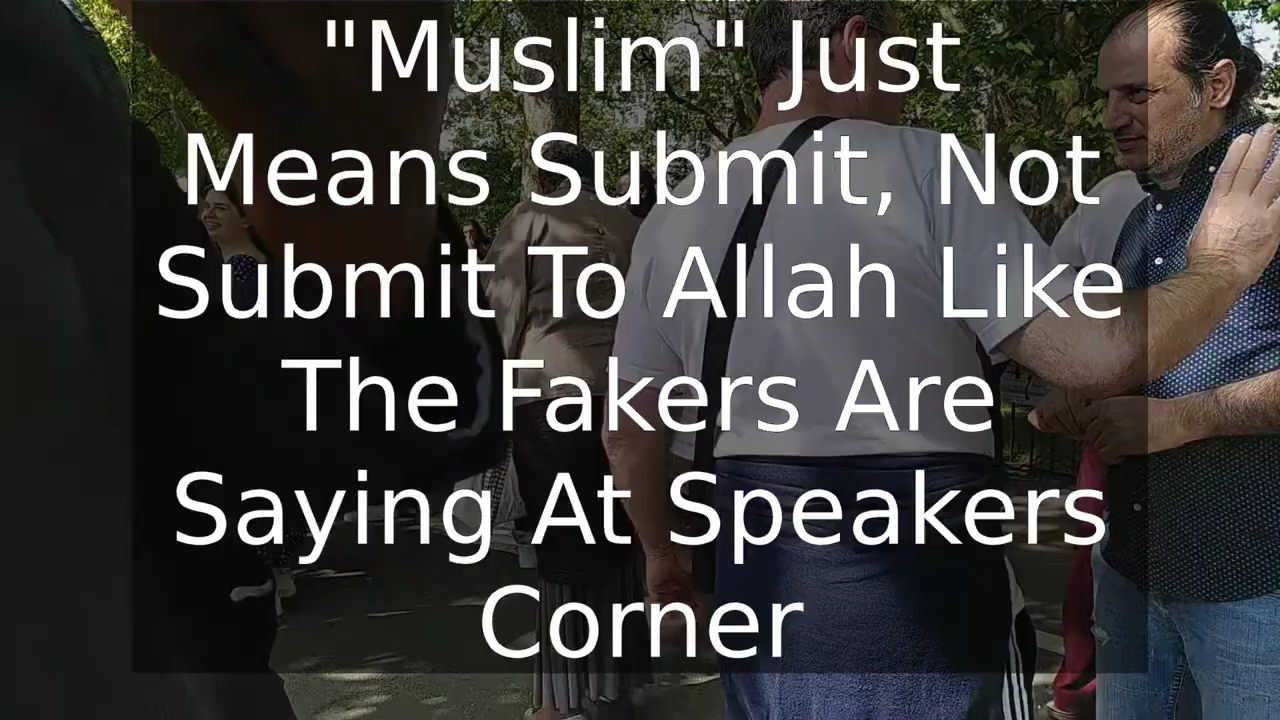 "Muslim" Just
Means Submit, Not
Submit To Allah Like
The Fakers Are
Saying At Speakers
Corner